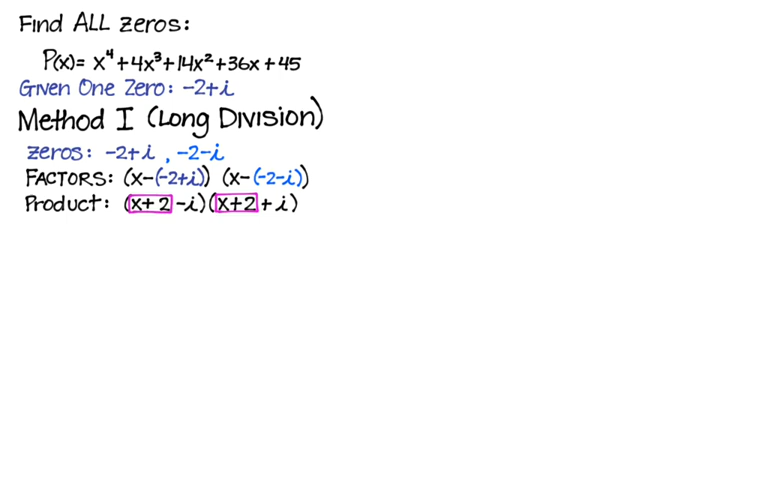 Find ALL zeros:
P(x)= x⁴+4x³+14x²+36x+45
Given One Zero: -2+i
Method I (Long Division)
zeros: -2+i , -2-i
FACTORS: (x-(-2+i)) (x-(-2-i))
Product: (x+2-i)(x+2+i)